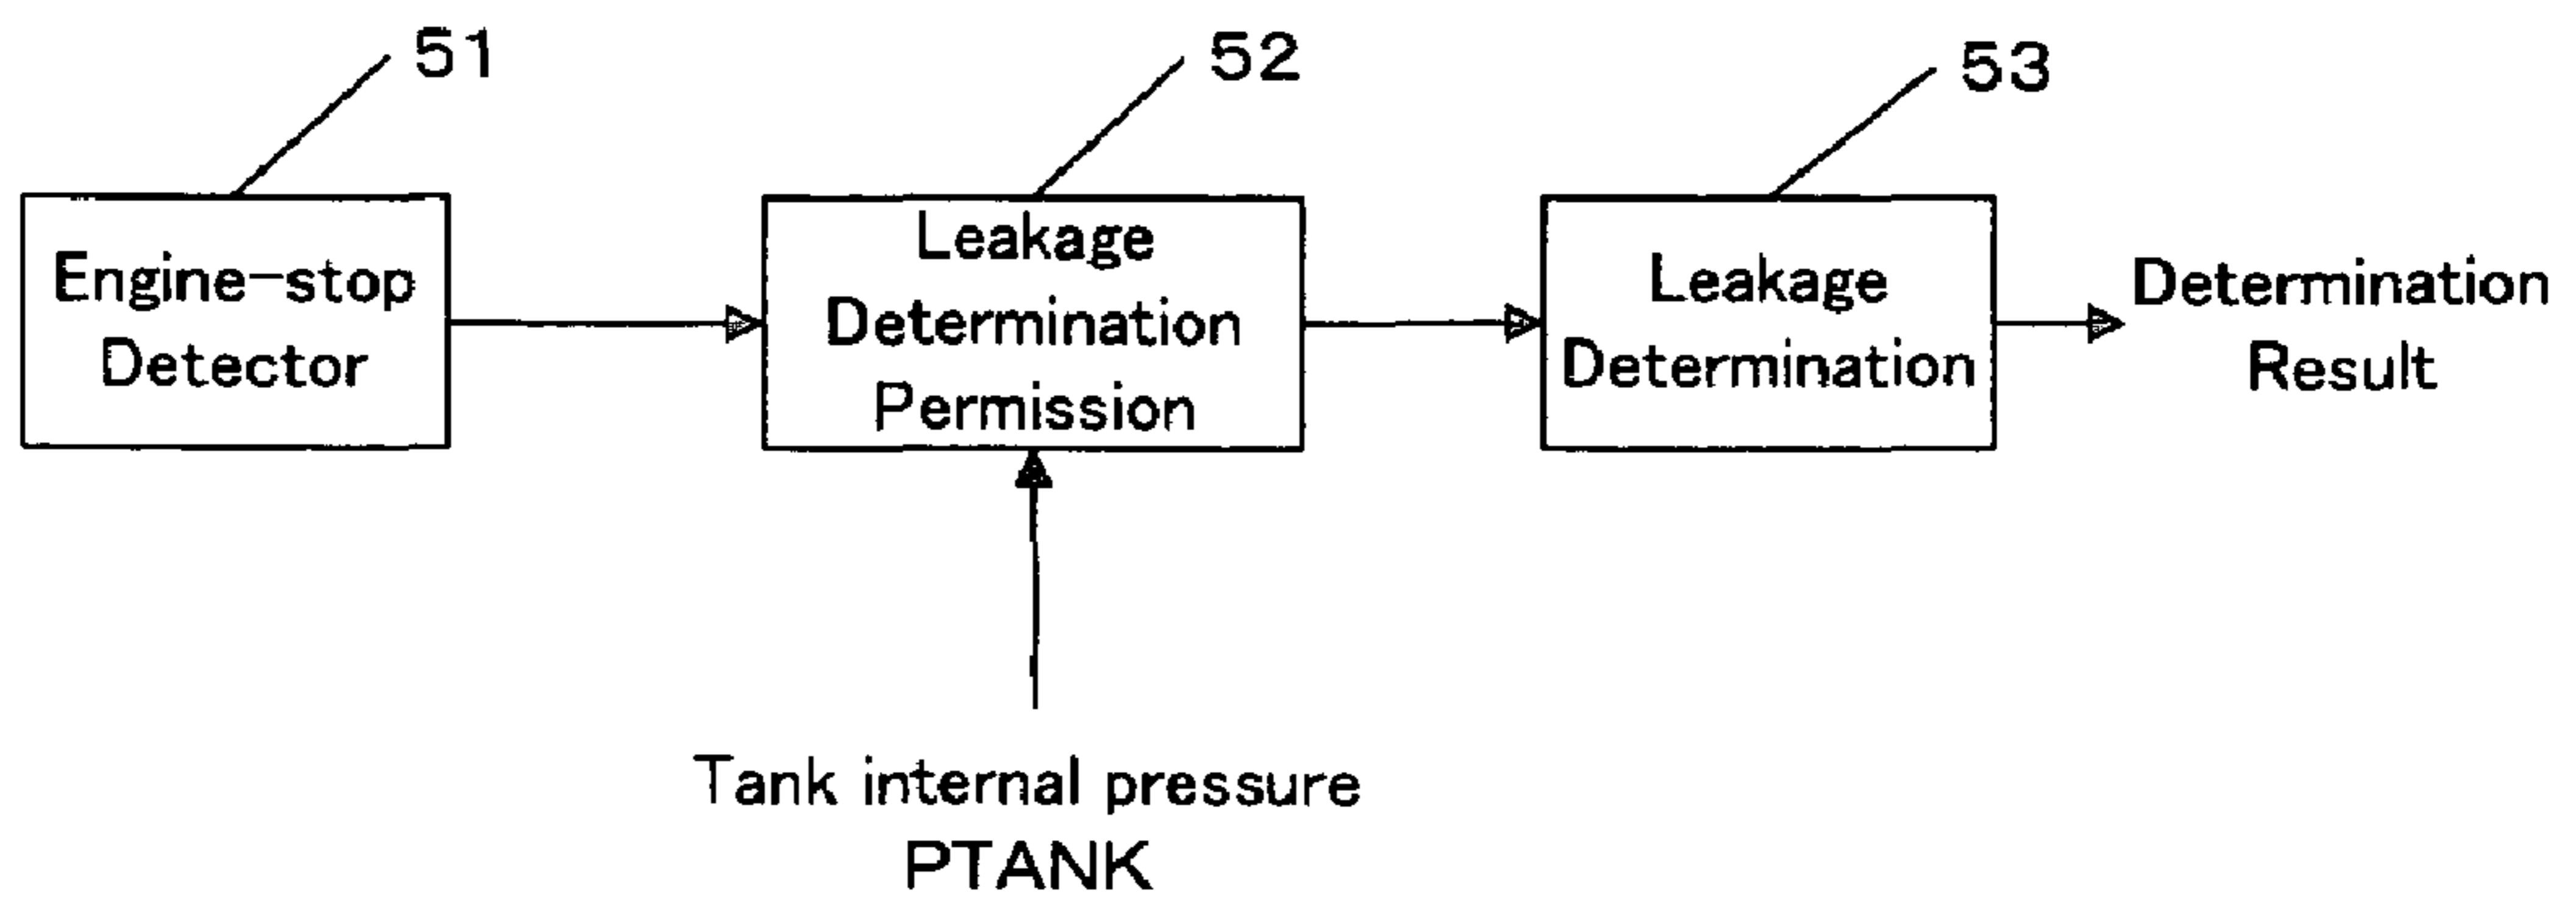 51
52
53
Engine-stop
Detector
Leakage
Determination
Permission
Leakage
Determination
Determination
Result
Tank internal pressure
PTANK